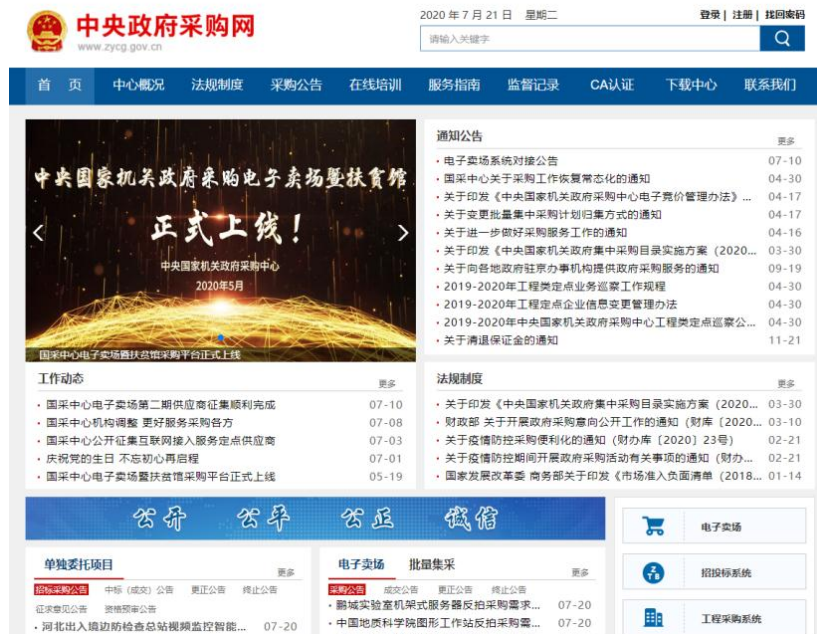 中央政府采购网
www.zycg.gov.cn
2020 年 7 月 21 日 星期二
登录 | 注册 | 找回密码
请输入关键字
首 页 中心概况 法规制度 采购公告 在线培训 服务指南 监督记录 CA认证 下载中心 联系我们
中央国家机关政府采购电子卖场暨扶贫馆
正式上线！
中央国家机关政府采购中心
2020年5月
国采中心电子卖场暨扶贫馆采购平台正式上线
通知公告 更多
· 电子卖场系统对接公告 07-10
· 国采中心关于采购工作恢复常态化的通知 04-30
· 关于印发《中央国家机关政府采购中心电子竞价管理办法》... 04-17
· 关于变更批量集中采购计划归集方式的通知 04-17
· 关于进一步做好采购服务工作的通知 04-16
· 关于印发《中央国家机关政府集中采购目录实施方案（2020... 03-30
· 关于向各地政府驻京办事机构提供政府采购服务的通知 09-19
· 2019-2020年工程类定点业务巡察工作规程 04-30
· 2019-2020年工程定点企业信息变更管理办法 04-30
· 2019-2020年中央国家机关政府采购中心工程类定点巡察公... 04-30
· 关于清退保证金的通知 11-21
工作动态 更多
· 国采中心电子卖场第二期供应商征集顺利完成 07-10
· 国采中心机构调整 更好服务采购各方 07-08
· 国采中心公开征集互联网接入服务定点供应商 07-03
· 庆祝党的生日 不忘初心再启程 07-01
· 国采中心电子卖场暨扶贫馆采购平台正式上线 05-19
法规制度 更多
· 关于印发《中央国家机关政府集中采购目录实施方案（2020... 03-30
· 财政部 关于开展政府采购意向公开工作的通知（财库〔2020... 03-10
· 关于疫情防控采购便利化的通知（财办库〔2020〕23号） 02-21
· 关于疫情防控期间开展政府采购活动有关事项的通知（财办... 02-21
· 国家发展改革委 商务部关于印发《市场准入负面清单（2018... 01-14
公开 公平 公正 诚信
单独委托项目 更多
招标采购公告 中标（成交）公告 更正公告 终止公告
征求意见公告 资格预审公告
· 河北出入境边防检查总站视频监控智能... 07-20
电子卖场 批量集采 更多
采购公告 成交公告 更正公告 终止公告
· 鹏城实验室机架式服务器反拍采购需求... 07-20
· 中国地质科学院图形工作站反拍采购需... 07-20
电子卖场
ZTB 招投标系统
工程采购系统